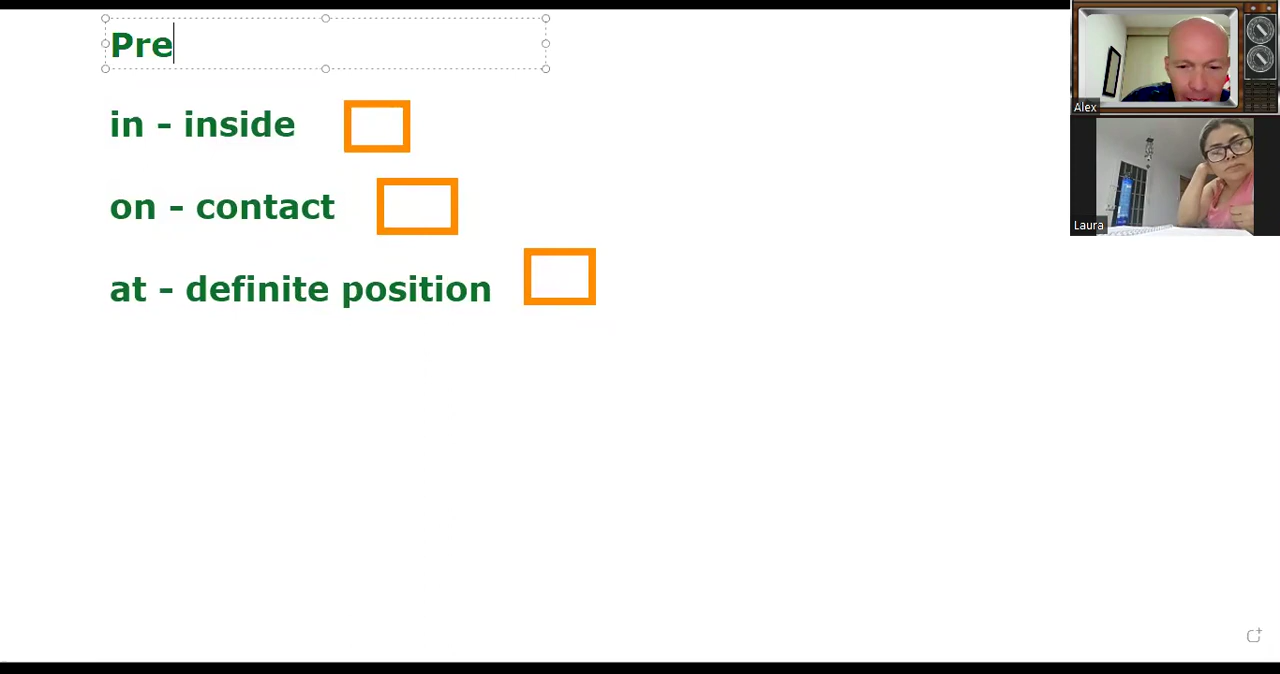 Pre
in - inside
on - contact
at - definite position
Alex
Laura